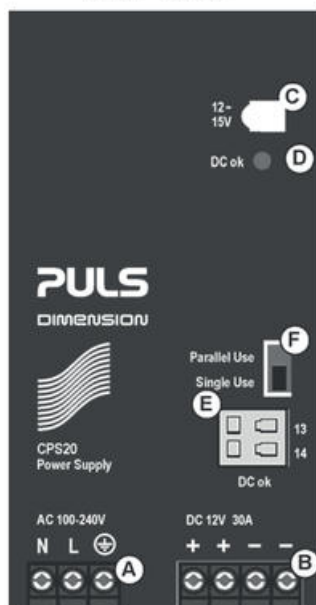 C
12-
15V
DC ok
D
PULS
DIMENSION
F
Parallel Use
Single Use
E
13
14
CPS20
Power Supply
DC ok
AC 100-240V
DC 12V 30A
N L
A
+ + − −
B